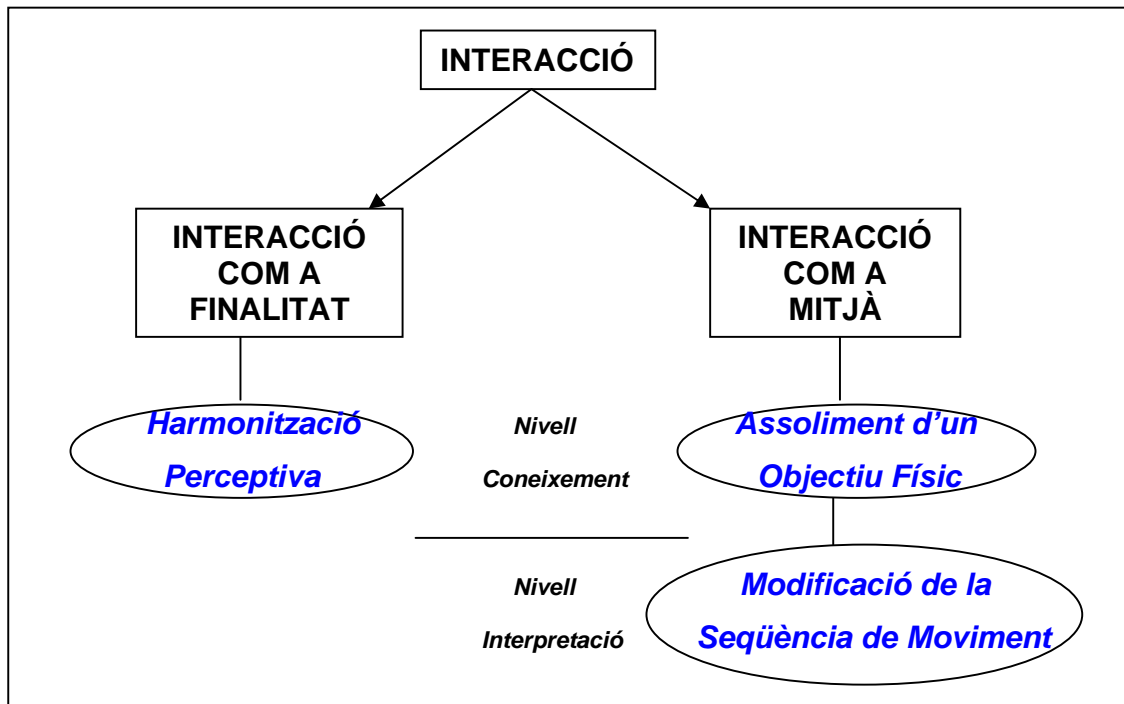 INTERACCIÓ
INTERACCIÓ
COM A
FINALITAT
INTERACCIÓ
COM A
MITJÀ
Harmonització
Perceptiva
Nivell
Coneixement
Assoliment d'un
Objectiu Físic
Nivell
Interpretació
Modificació de la
Seqüència de Moviment